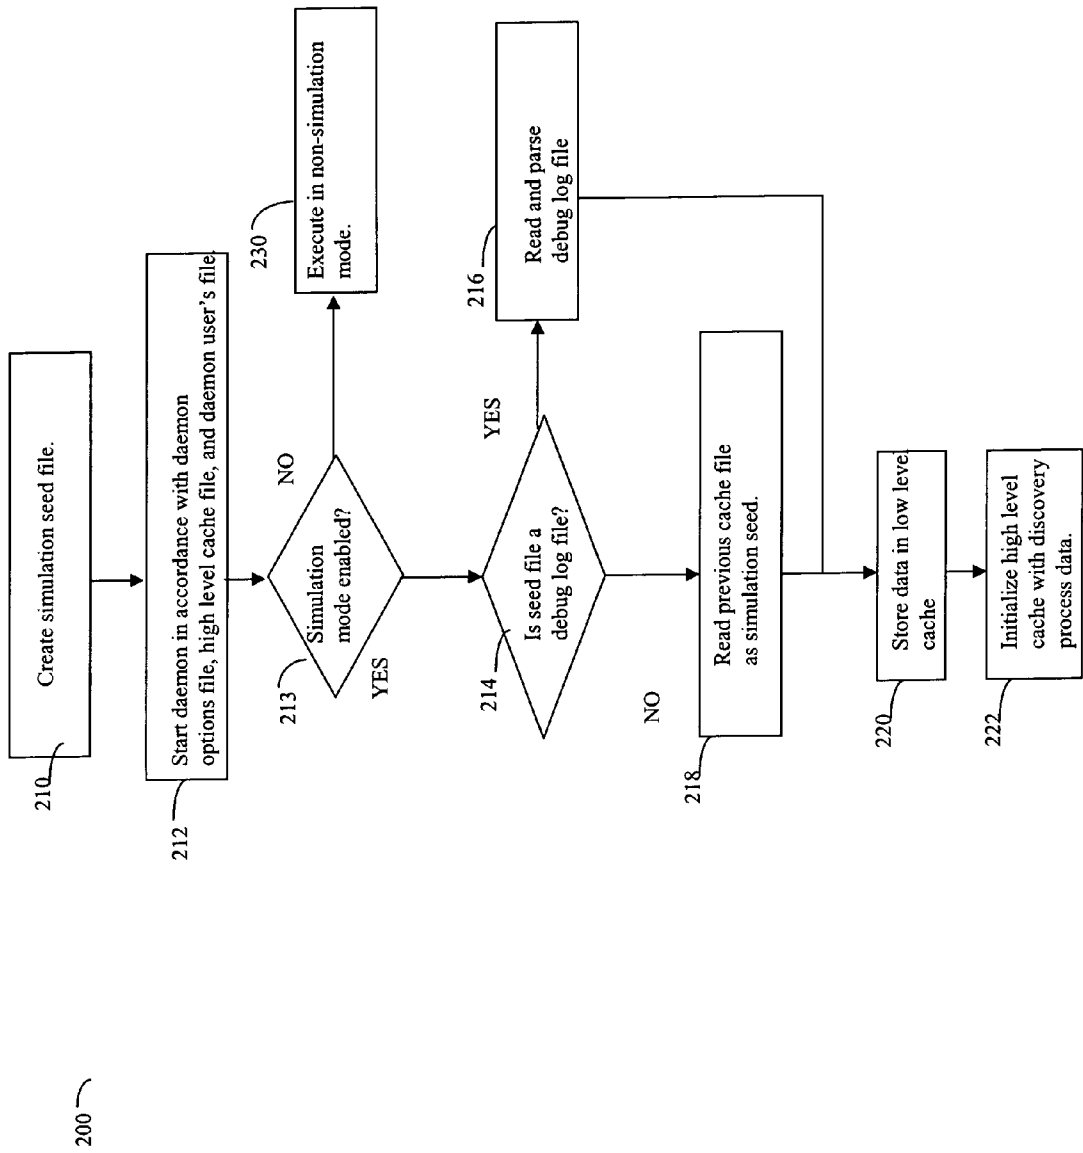 200
210
Create simulation seed file.
212
Start daemon in accordance with daemon
options file, high level cache file, and daemon user's file.
213
Simulation
mode enabled?
NO
YES
230
Execute in non-simulation
mode.
214
Is seed file a
debug log file?
YES
NO
216
Read and parse
debug log file
218
Read previous cache file
as simulation seed.
220
Store data in low level
cache
222
Initialize high level
cache with discovery
process data.